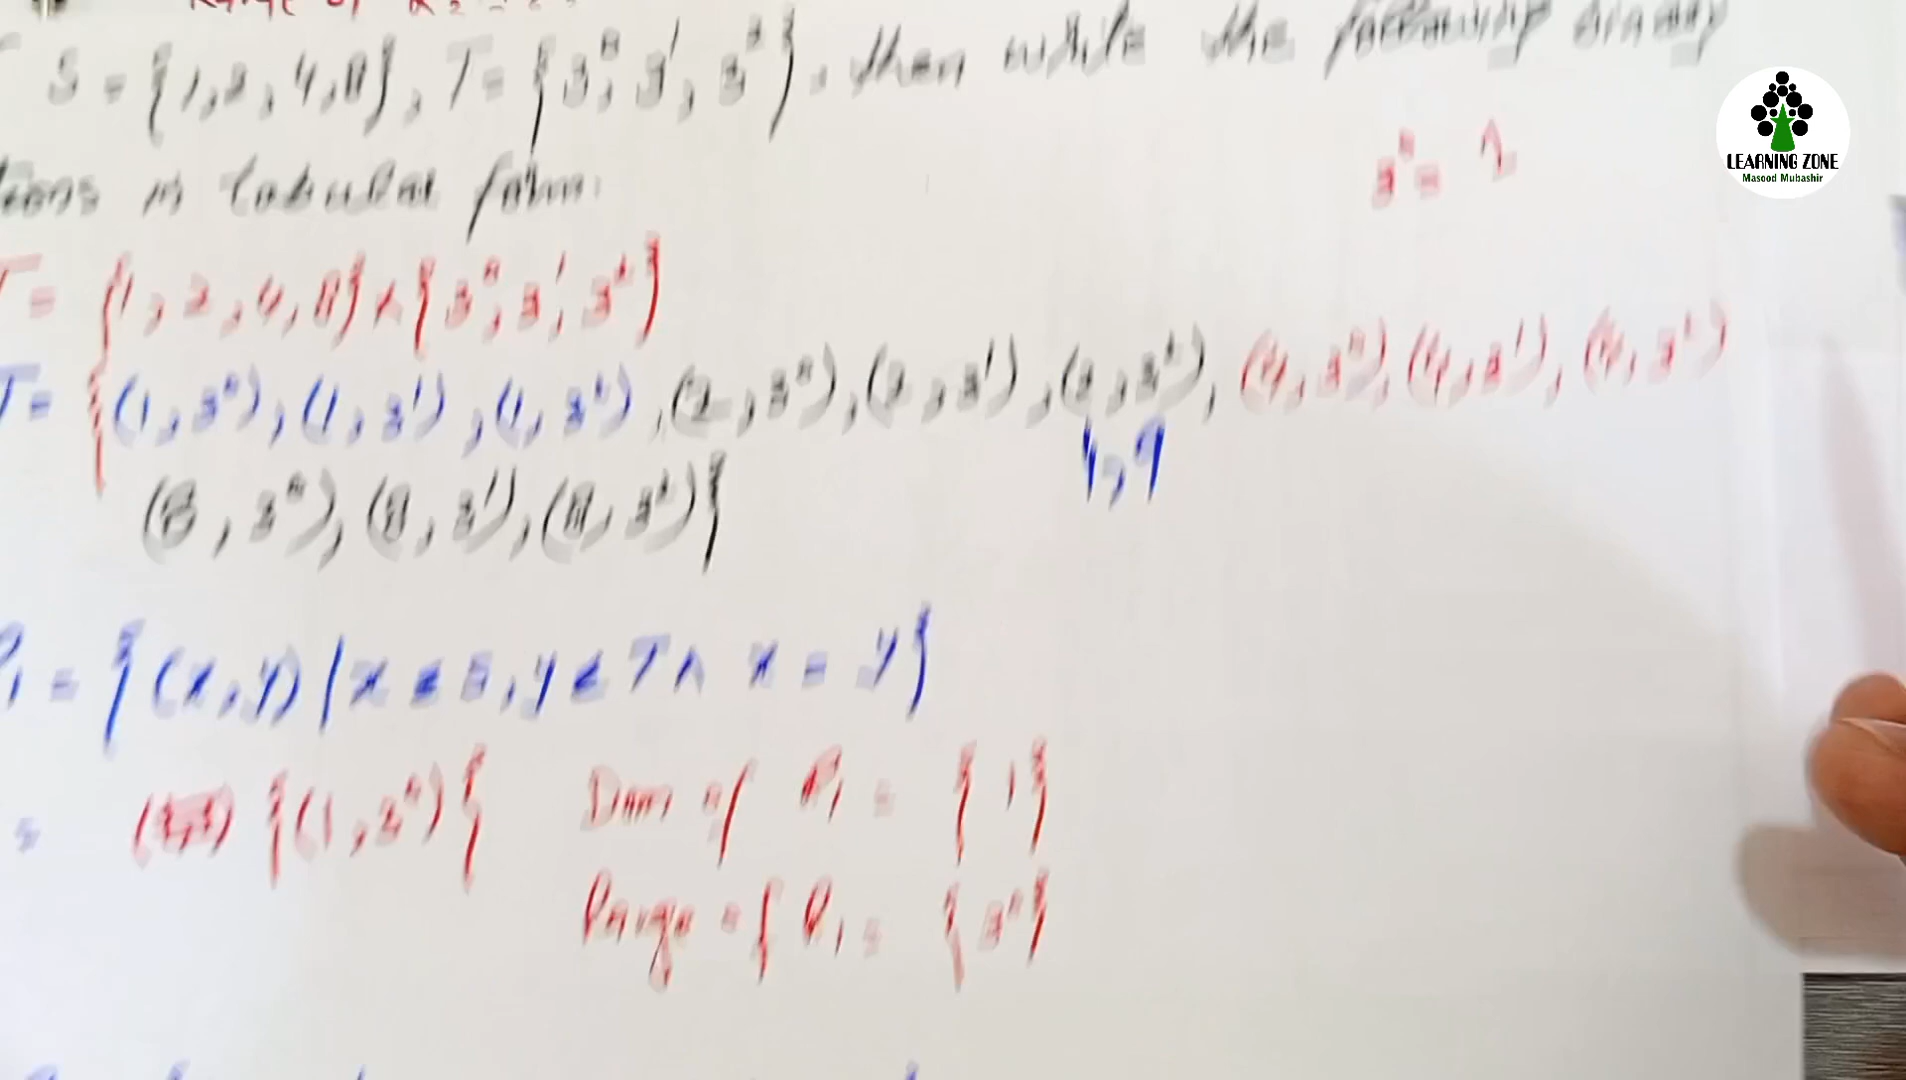 S = {1, 2, 4, 8}, T = {3⁰, 3¹, 3²}, then write the following binary
in tabular form.
3⁰ = 1
LEARNING ZONE
Masood Mubashir
T = {1, 2, 4, 8} × {3⁰, 3¹, 3²}
T = {(1, 3⁰), (1, 3¹), (1, 3²), (2, 3⁰), (2, 3¹), (2, 3²), (4, 3⁰), (4, 3¹), (4, 3²)
(8, 3⁰), (8, 3¹), (8, 3²)}
= {(x, y) / x ∈ S, y ∈ T ∧ x = y}
= {(1, 3⁰)} Dom of R₁ = {1}
Range of R₁ = {3⁰}